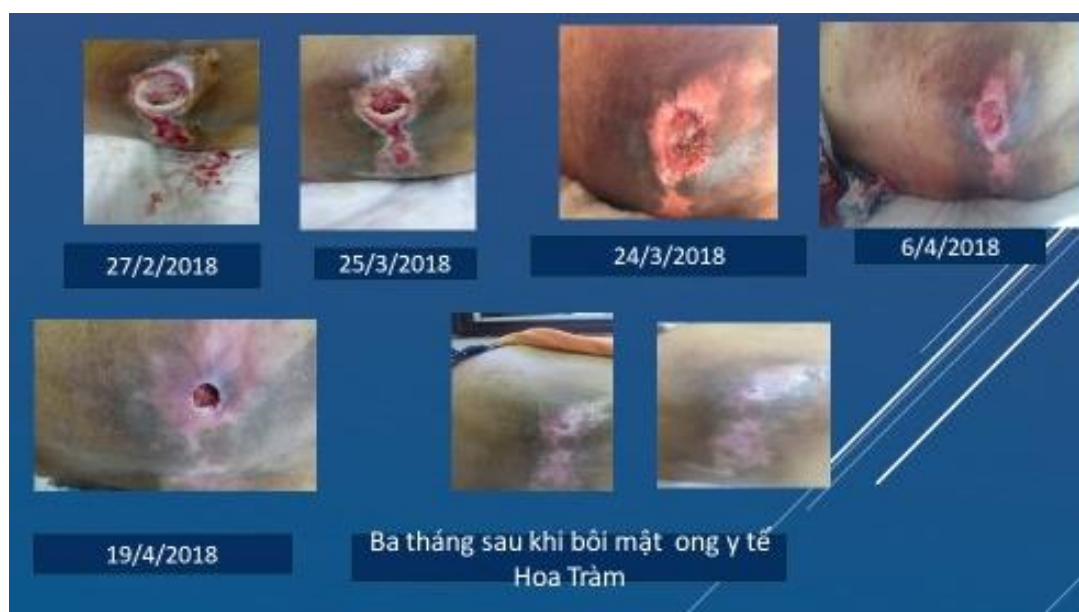 27/2/2018
25/3/2018
24/3/2018
6/4/2018
19/4/2018
Ba tháng sau khi bôi mật ong y tế
Hoa Tràm